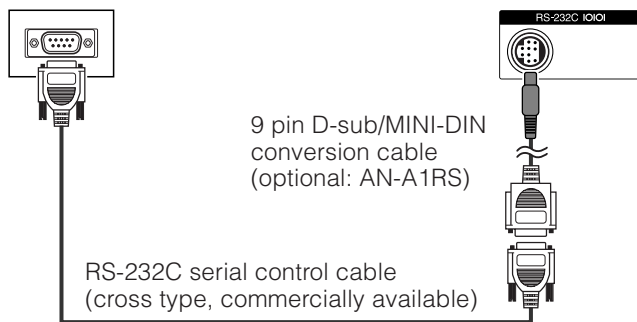 RS-232C IOIOI
9 pin D-sub/MINI-DIN
conversion cable
(optional: AN-A1RS)
RS-232C serial control cable
(cross type, commercially available)